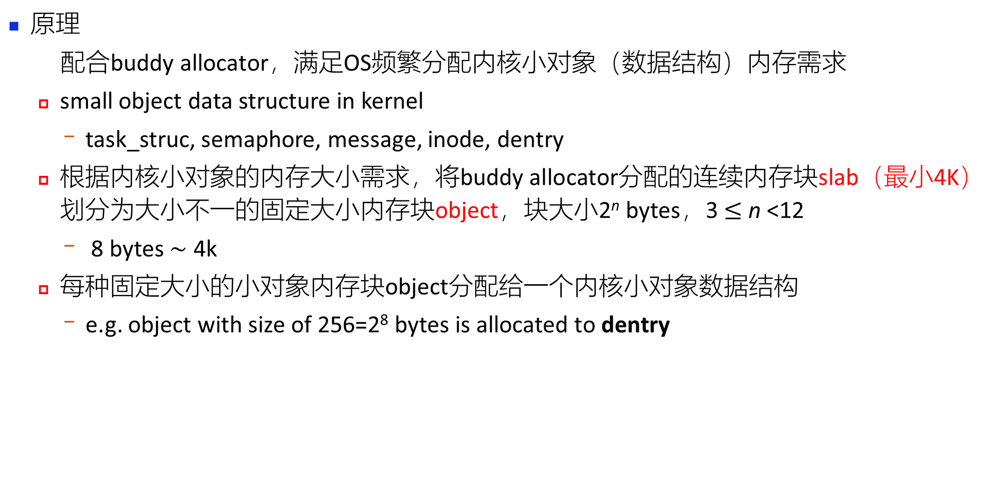 原理
配合buddy allocator，满足OS频繁分配内核小对象（数据结构）内存需求
small object data structure in kernel
task_struc, semaphore, message, inode, dentry
根据内核小对象的内存大小需求，将buddy allocator分配的连续内存块slab（最小4K）
划分为大小不一的固定大小内存块object，块大小2ⁿ bytes，3 ≤ n <12
8 bytes ~ 4k
每种固定大小的小对象内存块object分配给一个内核小对象数据结构
e.g. object with size of 256=2⁸ bytes is allocated to dentry